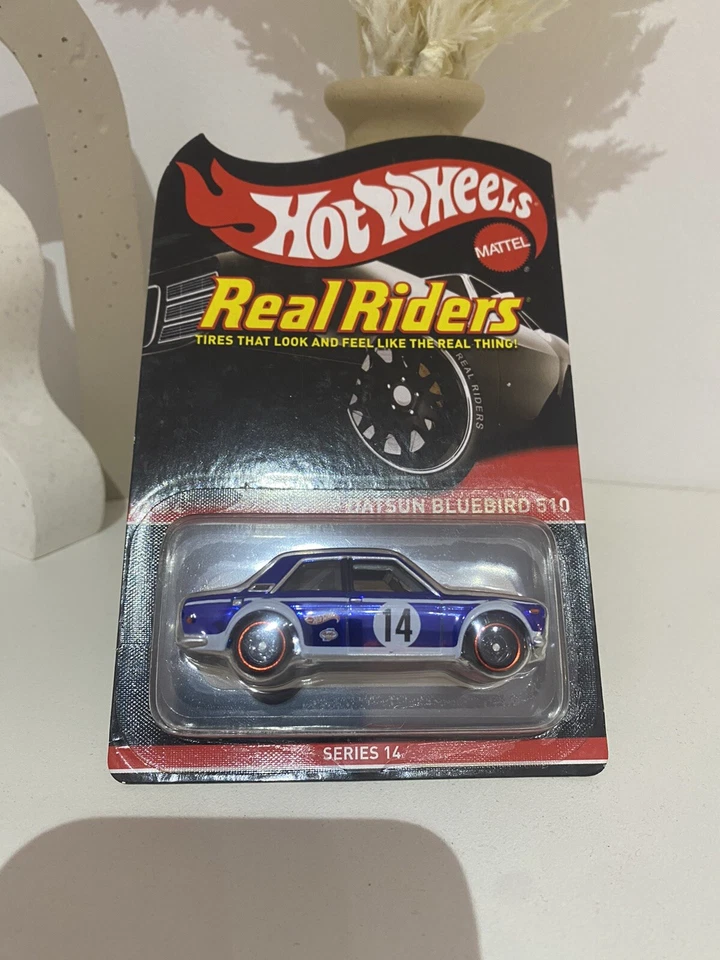 HOT WHEELS
MATTEL
Real Riders
TIRES THAT LOOK AND FEEL LIKE THE REAL THING!
REAL RIDERS
DATSUN BLUEBIRD 510
14
SERIES 14